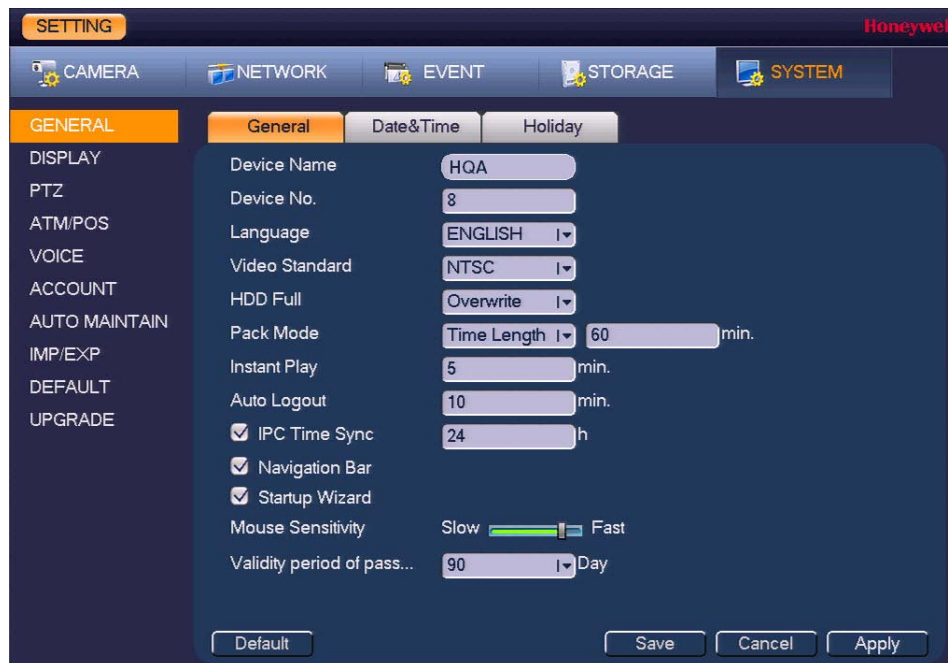 SETTING
Honeywel
CAMERA NETWORK EVENT STORAGE SYSTEM
GENERAL
DISPLAY
PTZ
ATM/POS
VOICE
ACCOUNT
AUTO MAINTAIN
IMP/EXP
DEFAULT
UPGRADE
General Date&Time Holiday
Device Name HQA
Device No. 8
Language ENGLISH
Video Standard NTSC
HDD Full Overwrite
Pack Mode Time Length 60 min.
Instant Play 5 min.
Auto Logout 10 min.
IPC Time Sync 24 h
Navigation Bar
Startup Wizard
Mouse Sensitivity Slow Fast
Validity period of pass... 90 Day
Default Save Cancel Apply